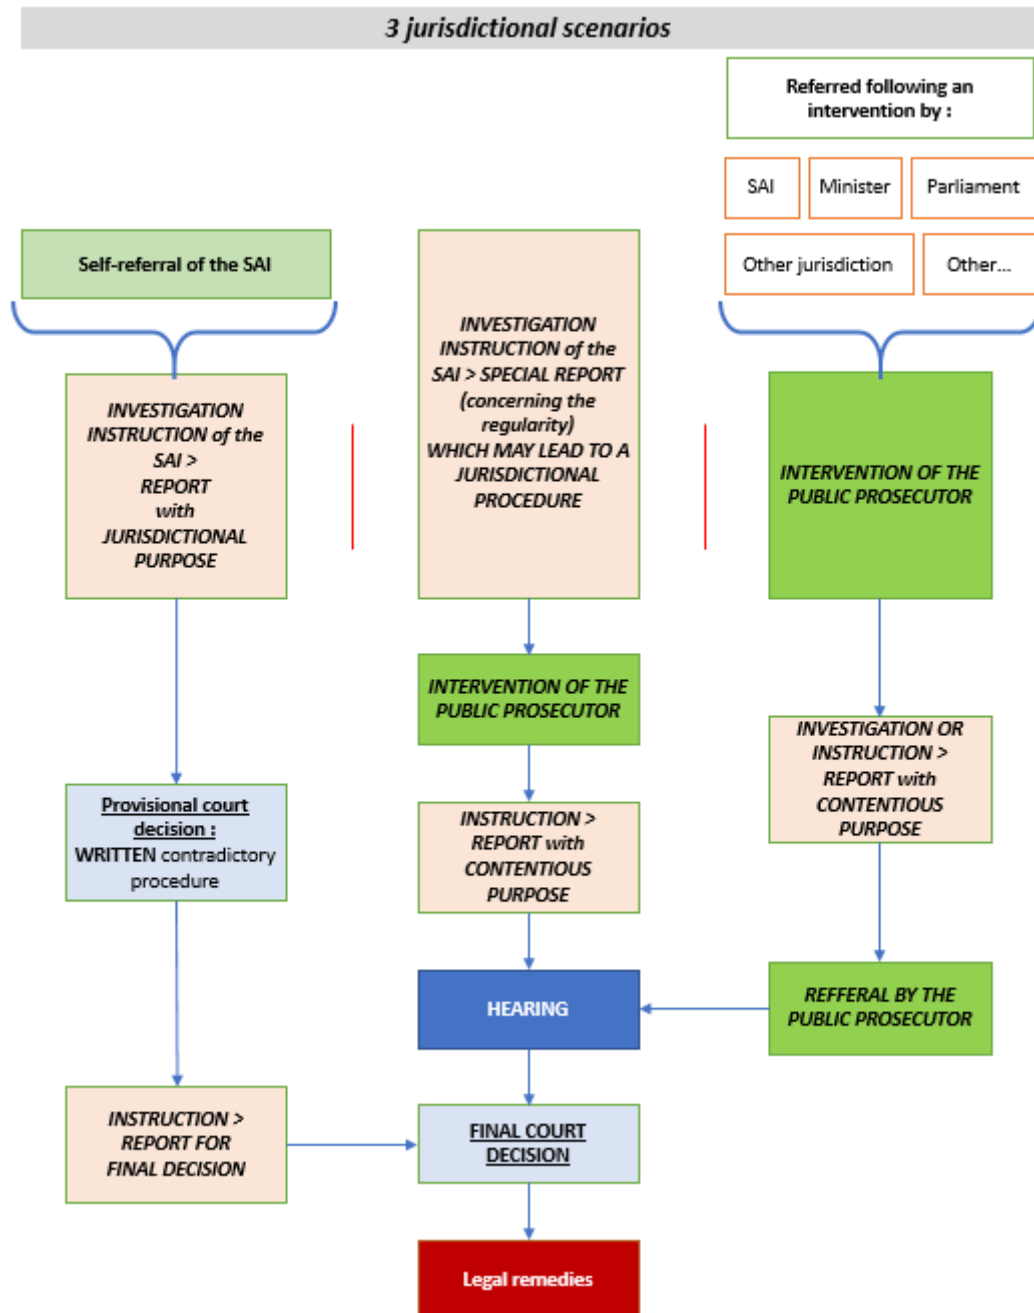 3 jurisdictional scenarios
Referred following an
intervention by :
SAI
Minister
Parliament
Other jurisdiction
Other...
Self-referral of the SAI
INVESTIGATION
INSTRUCTION of the
SAI >
REPORT
with
JURISDICTIONAL
PURPOSE
INVESTIGATION
INSTRUCTION of the
SAI > SPECIAL REPORT
(concerning the
regularity)
WHICH MAY LEAD TO A
JURISDICTIONAL
PROCEDURE
INTERVENTION OF THE
PUBLIC PROSECUTOR
INTERVENTION OF THE
PUBLIC PROSECUTOR
INVESTIGATION OR
INSTRUCTION >
REPORT with
CONTENTIOUS
PURPOSE
Provisional court
decision :
WRITTEN contradictory
procedure
INSTRUCTION >
REPORT with
CONTENTIOUS
PURPOSE
HEARING
REFFERAL BY THE
PUBLIC PROSECUTOR
INSTRUCTION >
REPORT FOR
FINAL DECISION
FINAL COURT
DECISION
Legal remedies